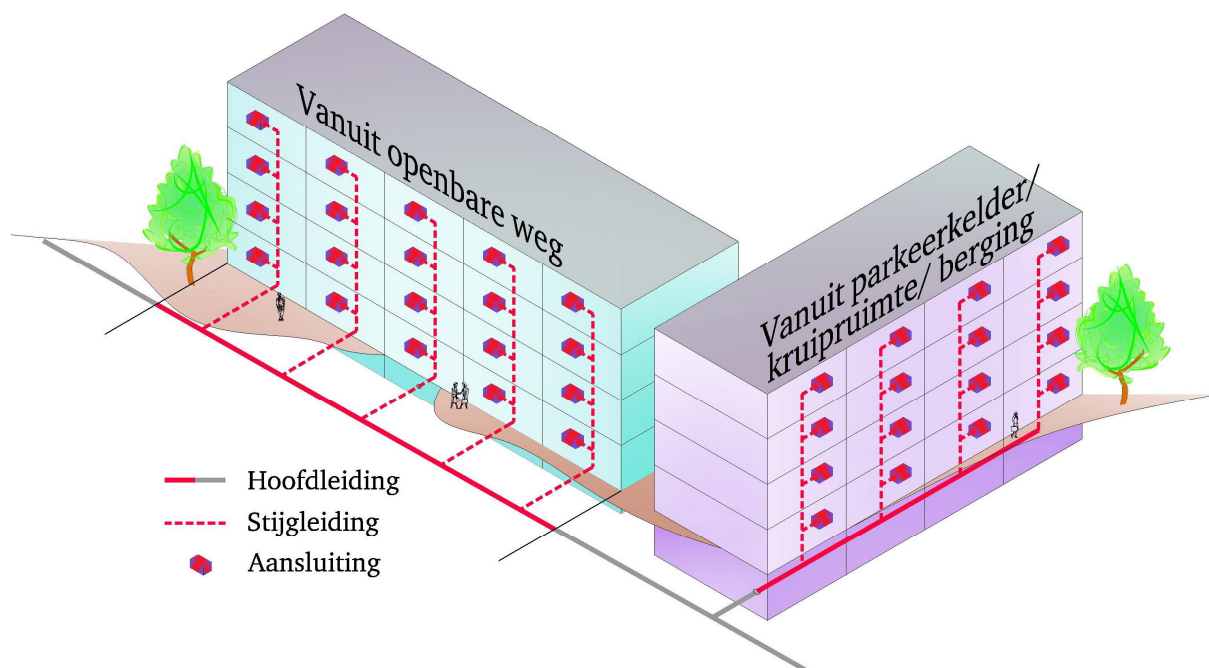 Vanuit openbare weg
Vanuit parkeerkelder/
kruipruimte/ berging
Hoofdleiding
Stijgleiding
Aansluiting